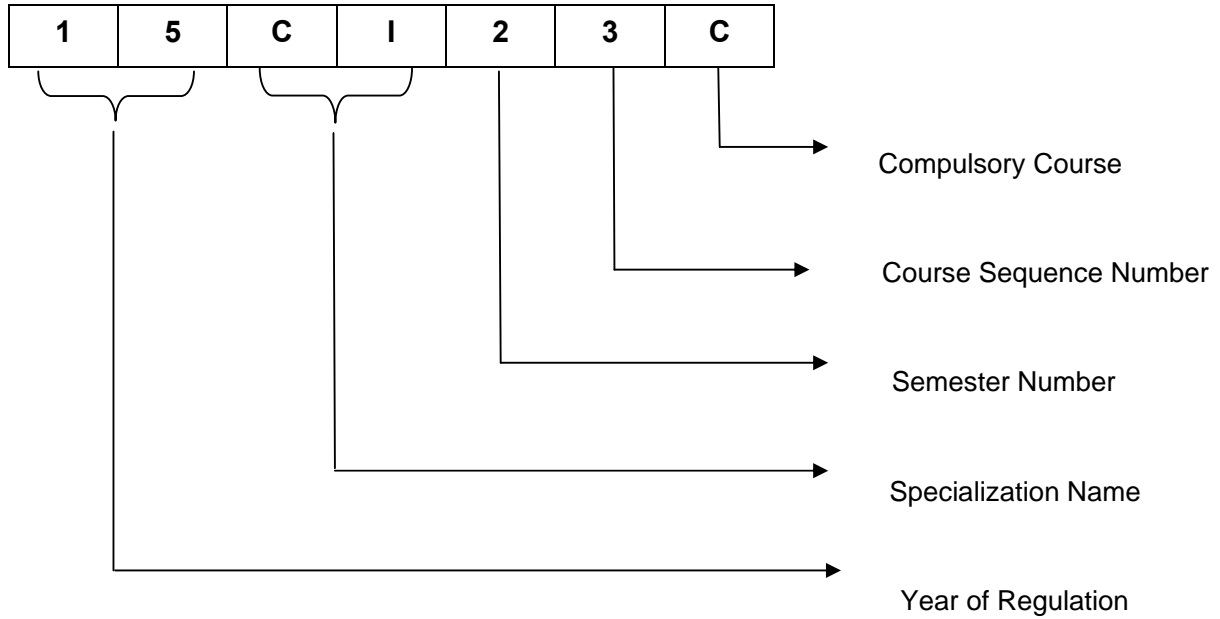 1 5 C I 2 3 C
Compulsory Course
Course Sequence Number
Semester Number
Specialization Name
Year of Regulation